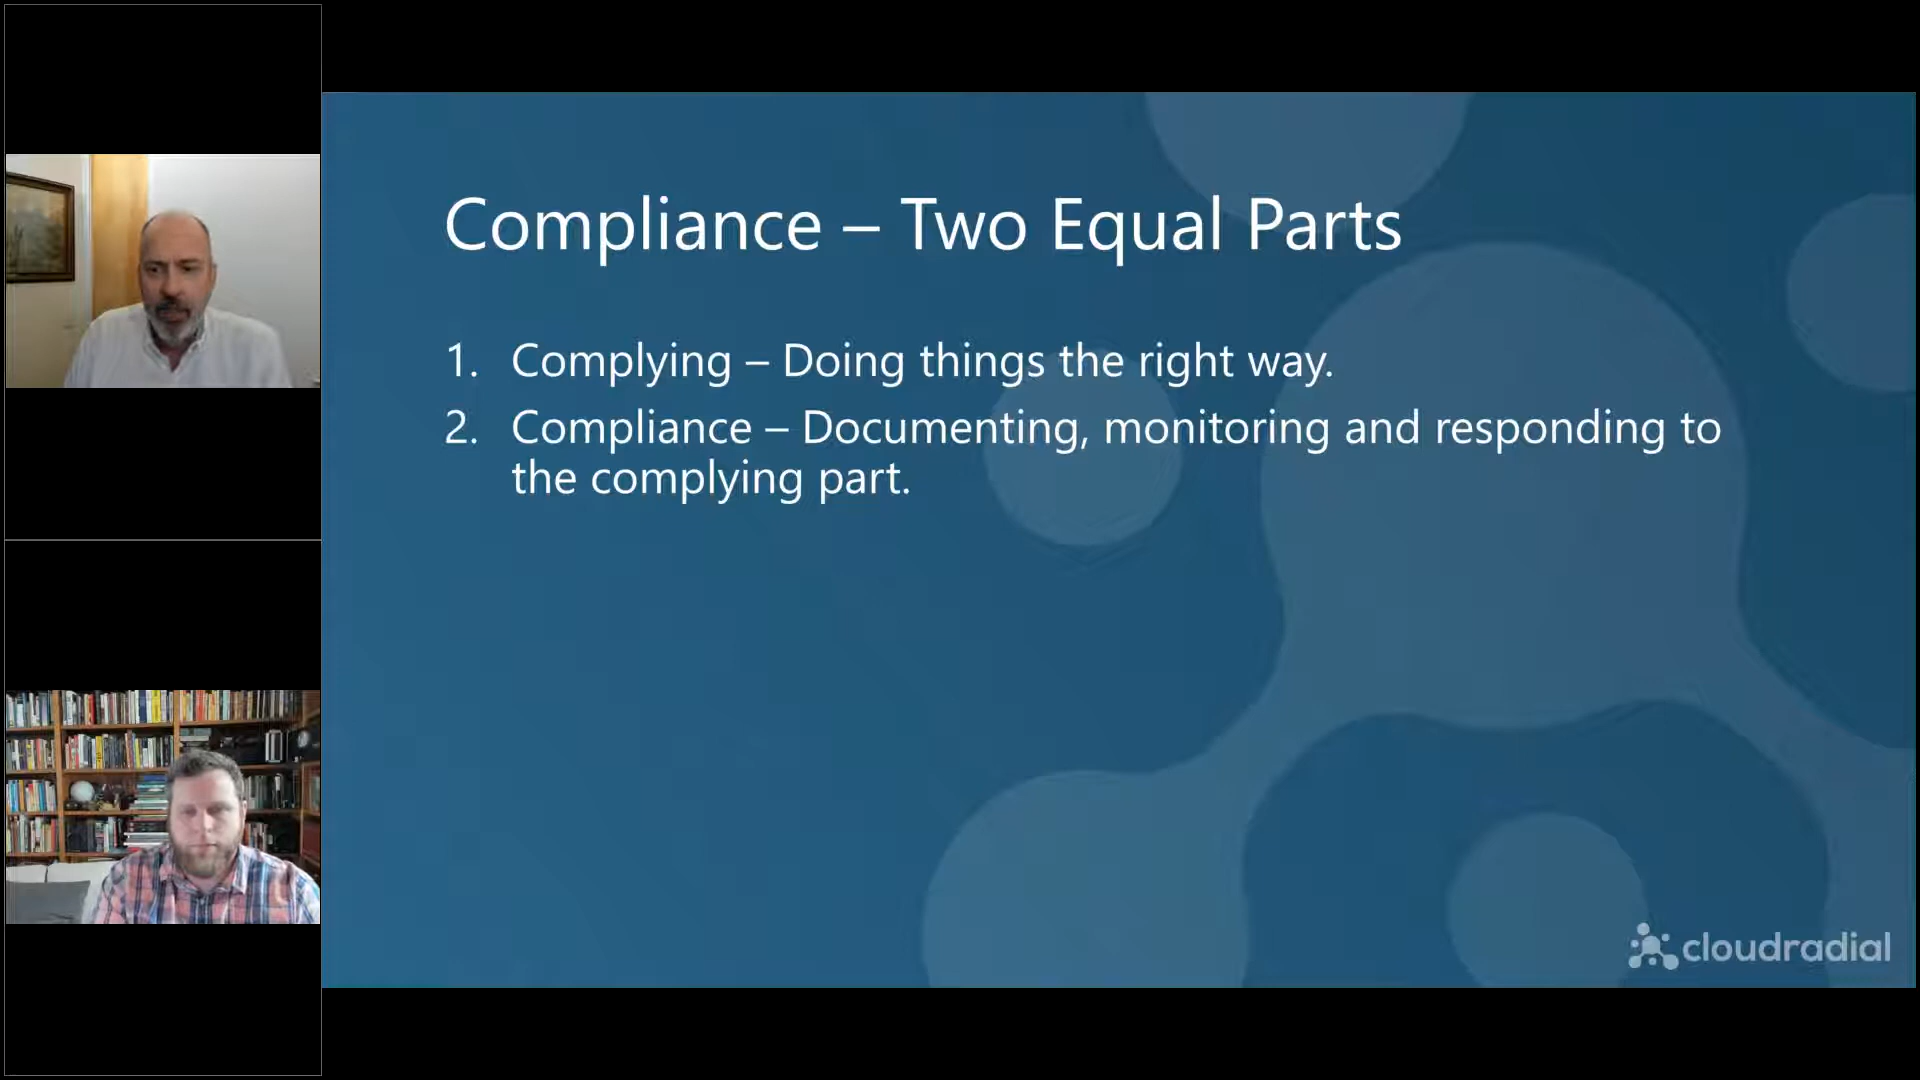 Compliance – Two Equal Parts
1. Complying – Doing things the right way.
2. Compliance – Documenting, monitoring and responding to
the complying part.
cloudradial